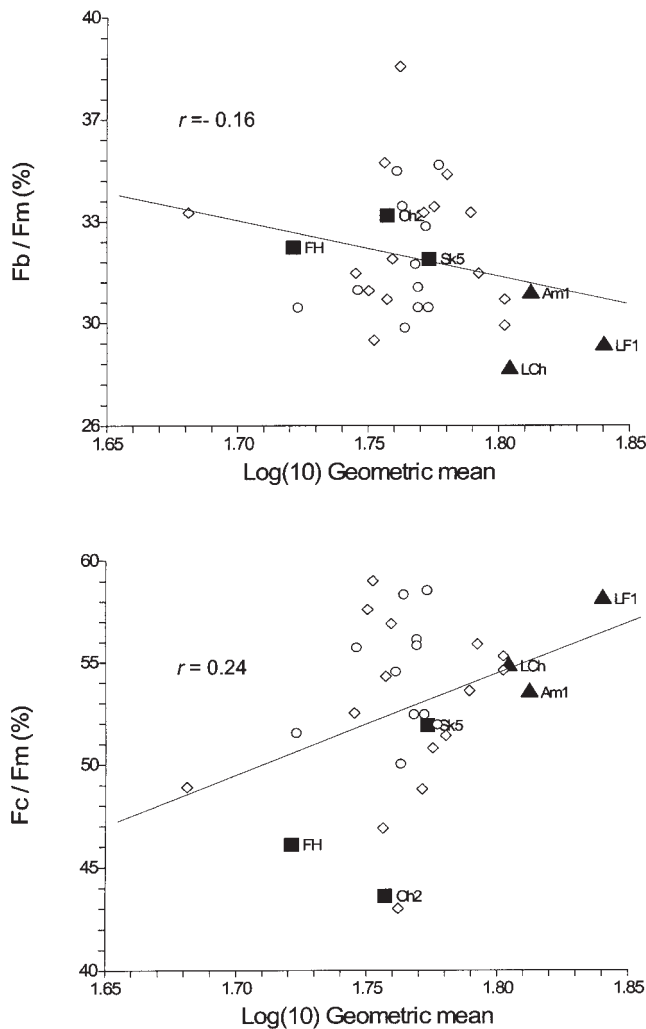 40
37
r =- 0.16
33
Fb / Fm (%)
Ch2
FH
Sk5
30
Am1
LF1
LCh
26
1.65
1.70
1.75
1.80
1.85
Log(10) Geometric mean
60
LF1
55
r = 0.24
LCh
Am1
Fc / Fm (%)
50
Sk5
FH
45
Ch2
40
1.65
1.70
1.75
1.80
1.85
Log(10) Geometric mean